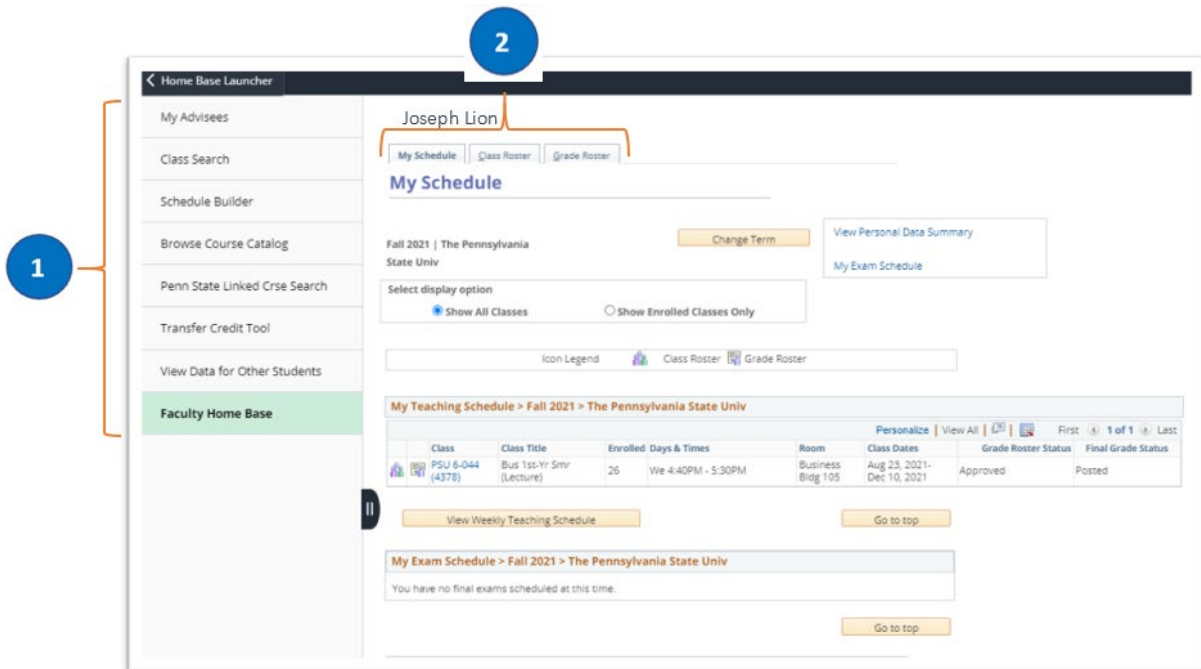 2
Home Base Launcher
1
My Advisees
Class Search
Schedule Builder
Browse Course Catalog
Penn State Linked Crse Search
Transfer Credit Tool
View Data for Other Students
Faculty Home Base
Joseph Lion
My Schedule Class Roster Grade Roster
My Schedule
Fall 2021 | The Pennsylvania
State Univ
Change Term
View Personal Data Summary
My Exam Schedule
Select display option
Show All Classes Show Enrolled Classes Only
Icon Legend Class Roster Grade Roster
My Teaching Schedule > Fall 2021 > The Pennsylvania State Univ
Personalize | View All | | First 1 of 1 Last
Class Class Title Enrolled Days & Times Room Class Dates Grade Roster Status Final Grade Status
PSU 6-044 Bus 1st-Yr Smr 26 We 4:40PM - 5:30PM Business Aug 23, 2021- Approved Posted
(4378) (Lecture) Bldg 105 Dec 10, 2021
View Weekly Teaching Schedule Go to top
My Exam Schedule > Fall 2021 > The Pennsylvania State Univ
You have no final exams scheduled at this time.
Go to top